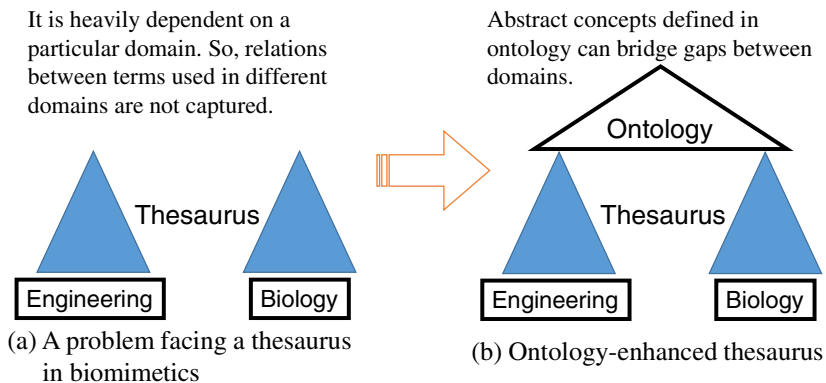 It is heavily dependent on a
particular domain. So, relations
between terms used in different
domains are not captured.
Thesaurus
Engineering
Biology
(a) A problem facing a thesaurus
in biomimetics
Abstract concepts defined in
ontology can bridge gaps between
domains.
Ontology
Thesaurus
Engineering
Biology
(b) Ontology-enhanced thesaurus